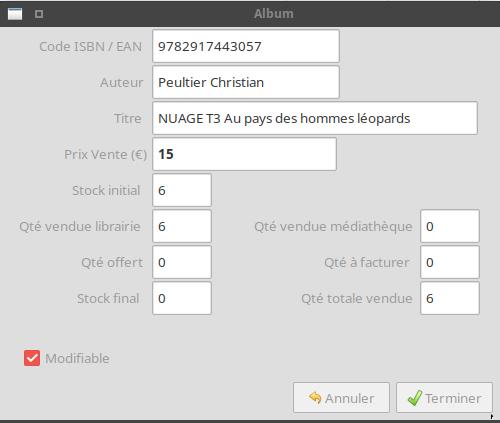 Album
Code ISBN / EAN 9782917443057
Auteur Peultier Christian
Titre NUAGE T3 Au pays des hommes léopards
Prix Vente (€) 15
Stock initial 6
Qté vendue librairie 6 Qté vendue médiathèque 0
Qté offert 0 Qté à facturer 0
Stock final 0 Qté totale vendue 6
Modifiable
Annuler Terminer